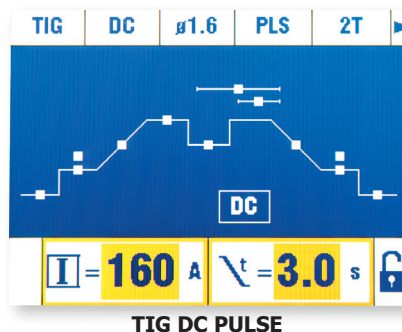 TIG DC ø1.6 PLS 2T
DC
I = 160 A t = 3.0 s
TIG DC PULSE